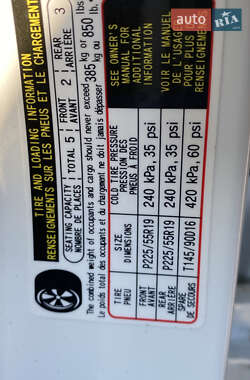 auto RIA
TIRE AND LOADING INFORMATION
RENSEIGNEMENTS SUR LES PNEUS ET LE CHARGEMENT
SEATING CAPACITY TOTAL 5 FRONT 2 REAR 3
NOMBRE DE PLACES AVANT ARRIÈRE
The combined weight of occupants and cargo should never exceed 385 kg or 850 lbs.
Le poids total des occupants et du chargement ne doit jamais dépasser kg ou lb.
TIRE SIZE COLD TIRE PRESSURE
PNEU DIMENSIONS PRESSION DES PNEUS À FROID
FRONT AVANT P225/55R19 240 kPa, 35 psi
REAR ARRIÈRE P225/55R19 240 kPa, 35 psi
SPARE DE SECOURS T145/90D16 420 kPa, 60 psi
SEE OWNER'S
MANUAL FOR
ADDITIONAL
INFORMATION
VOIR LE MANUEL
DE L'USAGER
POUR PLUS DE
RENSEIGNEMENTS